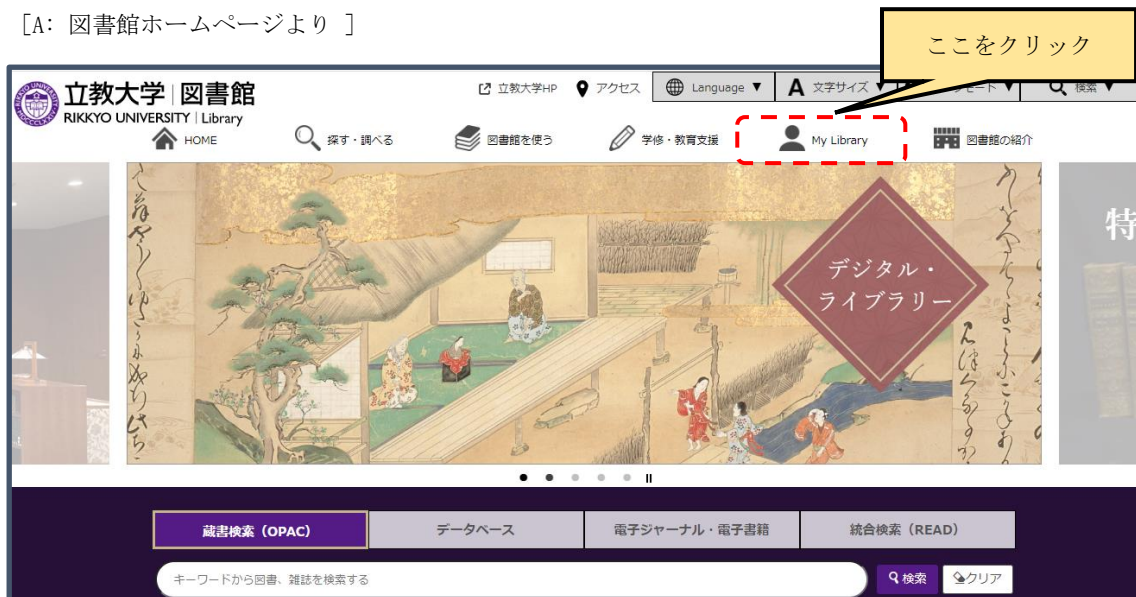 [A: 図書館ホームページより ]
ここをクリック
立教大学 図書館
RIKKYO UNIVERSITY Library
立教大学HP
アクセス
Language ▼
A 文字サイズ ▼
検索 ▼
HOME
探す・調べる
図書館を使う
学修・教育支援
My Library
図書館の紹介
デジタル・
ライブラリー
特
蔵書検索（OPAC）
データベース
電子ジャーナル・電子書籍
統合検索（READ）
キーワードから図書、雑誌を検索する
検索
クリア